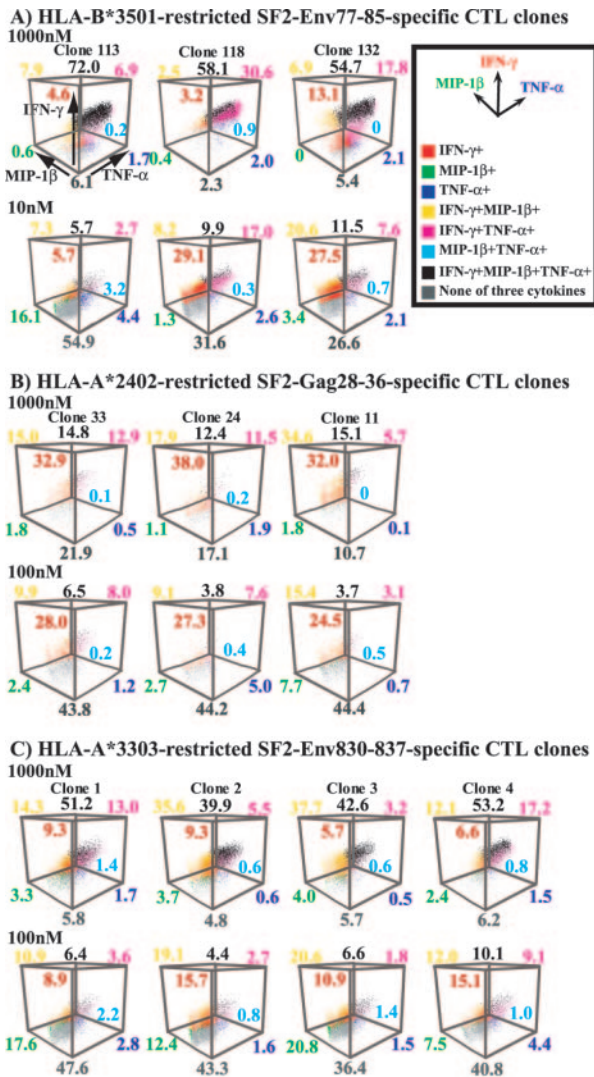 A) HLA-B*3501-restricted SF2-Env77-85-specific CTL clones
1000nM
Clone 113 Clone 118 Clone 132
7.9 72.0 6.9 2.5 58.1 30.6 6.9 54.7 17.8
4.6 3.2 13.1
IFN-γ
0.2 0.9 0
0.6 1.7 0.4 2.0 0 2.1
MIP-1β TNF-α
6.1 2.3 5.4
IFN-γ
MIP-1β TNF-α
IFN-γ+
MIP-1β+
TNF-α+
IFN-γ+MIP-1β+
IFN-γ+TNF-α+
MIP-1β+TNF-α+
IFN-γ+MIP-1β+TNF-α+
None of three cytokines
10nM
7.3 5.7 2.7 8.2 9.9 17.0 20.6 11.5 7.6
5.7 29.1 27.5
3.2 0.3 0.7
16.1 4.4 1.3 2.6 3.4 2.1
54.9 31.6 26.6
B) HLA-A*2402-restricted SF2-Gag28-36-specific CTL clones
1000nM
Clone 33 Clone 24 Clone 11
15.0 14.8 12.9 17.9 12.4 11.5 34.6 15.1 5.7
32.9 38.0 32.0
0.1 0.2 0
1.8 0.5 1.1 1.9 1.8 0.1
21.9 17.1 10.7
100nM
9.9 6.5 8.0 9.1 3.8 7.6 15.4 3.7 3.1
28.0 27.3 24.5
0.2 0.4 0.5
2.4 1.2 2.7 5.0 7.7 0.7
43.8 44.2 44.4
C) HLA-A*3303-restricted SF2-Env830-837-specific CTL clones
1000nM
Clone 1 Clone 2 Clone 3 Clone 4
14.3 51.2 13.0 35.6 39.9 5.5 37.7 42.6 3.2 12.1 53.2 17.2
9.3 9.3 5.7 6.6
1.4 0.6 0.6 0.8
3.3 1.7 3.7 0.6 4.0 0.5 2.4 1.5
5.8 4.8 5.7 6.2
100nM
10.9 6.4 3.6 19.1 4.4 2.7 20.6 6.6 1.8 12.0 10.1 9.1
8.9 15.7 10.9 15.1
2.2 0.8 1.4 1.0
17.6 2.8 12.4 1.6 20.8 1.5 7.5 4.4
47.6 43.3 36.4 40.8